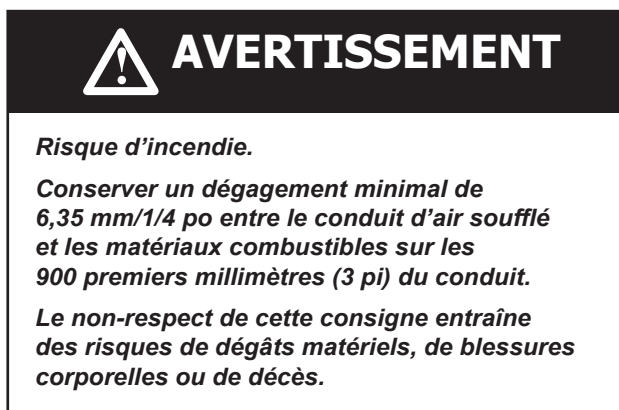 AVERTISSEMENT
Risque d’incendie.
Conserver un dégagement minimal de
6,35 mm/1/4 po entre le conduit d’air soufflé
et les matériaux combustibles sur les
900 premiers millimètres (3 pi) du conduit.
Le non-respect de cette consigne entraîne
des risques de dégâts matériels, de blessures
corporelles ou de décès.